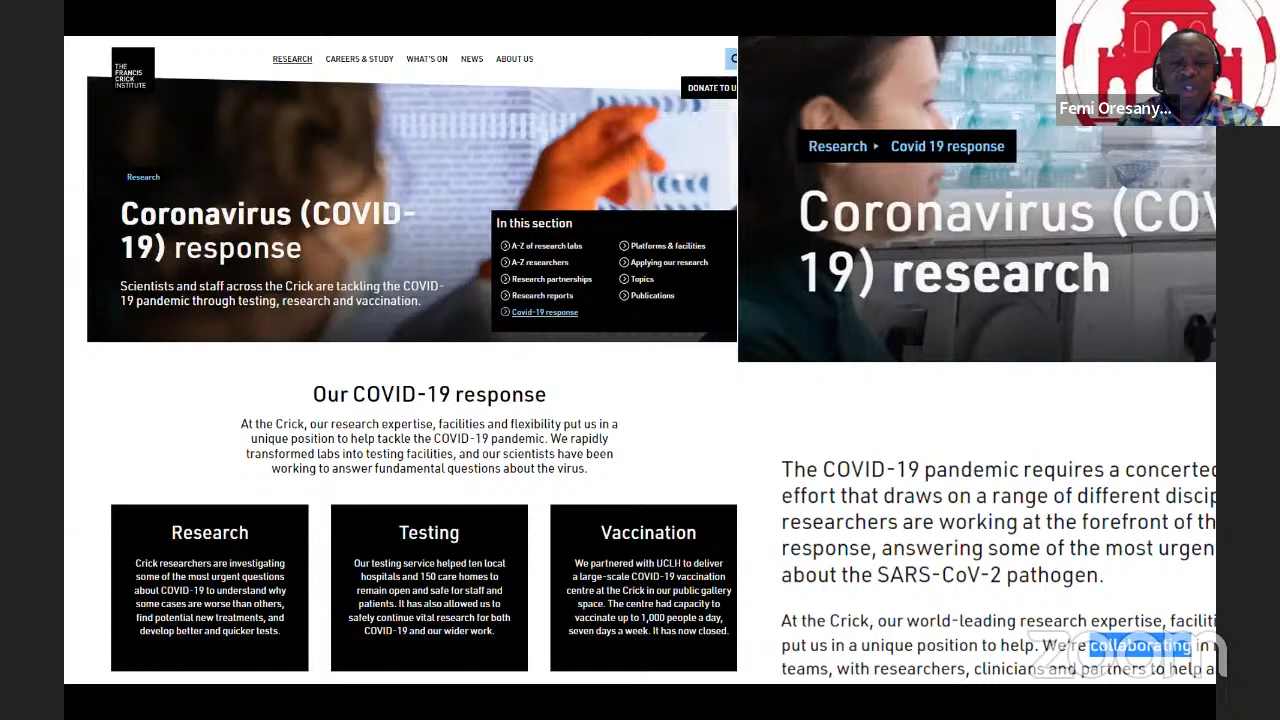 THE
FRANCIS
CRICK
INSTITUTE
RESEARCH
CAREERS & STUDY
WHAT'S ON
NEWS
ABOUT US
DONATE TO U
Research
Coronavirus (COVID-
19) response
Scientists and staff across the Crick are tackling the COVID-
19 pandemic through testing, research and vaccination.
In this section
A-Z of research labs
A-Z researchers
Research partnerships
Research reports
Covid-19 response
Platforms & facilities
Applying our research
Topics
Publications
Our COVID-19 response
At the Crick, our research expertise, facilities and flexibility put us in a
unique position to help tackle the COVID-19 pandemic. We rapidly
transformed labs into testing facilities, and our scientists have been
working to answer fundamental questions about the virus.
Research
Crick researchers are investigating
some of the most urgent questions
about COVID-19 to understand why
some cases are worse than others,
find potential new treatments, and
develop better and quicker tests.
Testing
Our testing service helped ten local
hospitals and 150 care homes to
remain open and safe for staff and
patients. It has also allowed us to
safely continue vital research for both
COVID-19 and our wider work.
Vaccination
We partnered with UCLH to deliver
a large-scale COVID-19 vaccination
centre at the Crick in our public gallery
space. The centre had capacity to
vaccinate up to 1,000 people a day,
seven days a week. It has now closed.
Femi Oresany...
Research Covid 19 response
Coronavirus (COV
19) research
The COVID-19 pandemic requires a concerted
effort that draws on a range of different discip
researchers are working at the forefront of th
response, answering some of the most urgen
about the SARS-CoV-2 pathogen.
At the Crick, our world-leading research expertise, faciliti
put us in a unique position to help. We're collaborating in
teams, with researchers, clinicians and partners to help a
zoom